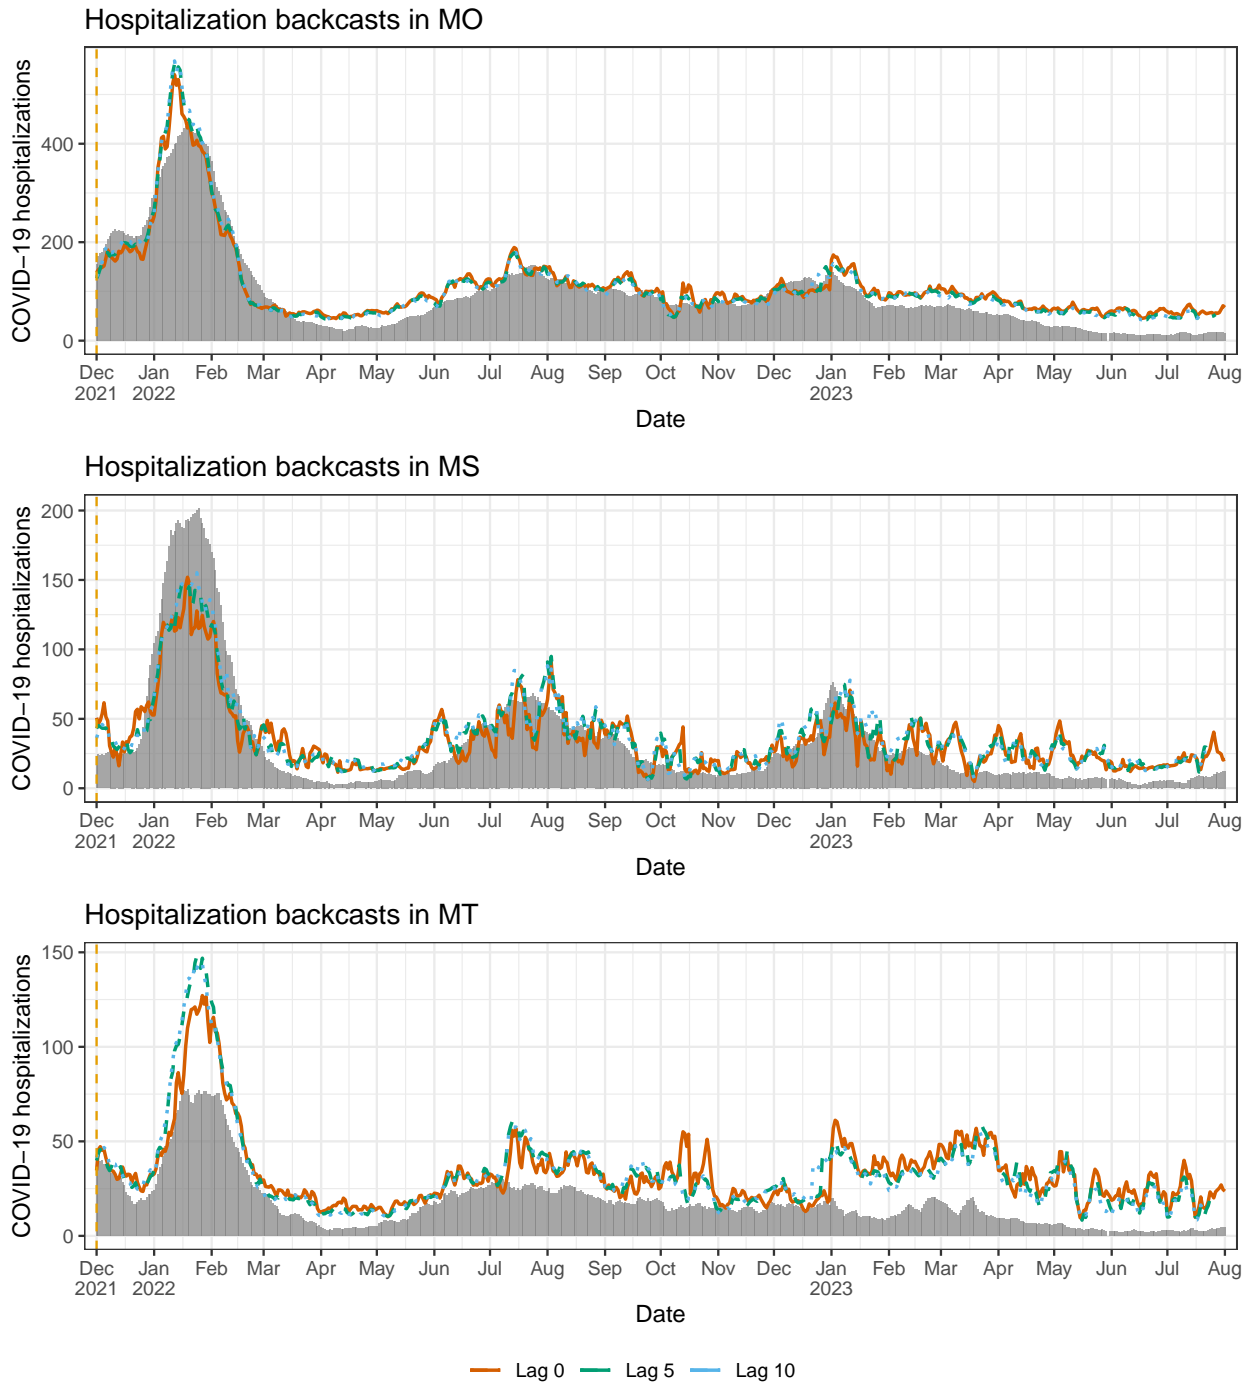 Hospitalization backcasts in MO
COVID−19 hospitalizations
400
200
0
Dec Jan Feb Mar Apr May Jun Jul Aug Sep Oct Nov Dec Jan Feb Mar Apr May Jun Jul Aug
2021 2022 2023
Date
Hospitalization backcasts in MS
COVID−19 hospitalizations
200
150
100
50
0
Dec Jan Feb Mar Apr May Jun Jul Aug Sep Oct Nov Dec Jan Feb Mar Apr May Jun Jul Aug
2021 2022 2023
Date
Hospitalization backcasts in MT
COVID−19 hospitalizations
150
100
50
0
Dec Jan Feb Mar Apr May Jun Jul Aug Sep Oct Nov Dec Jan Feb Mar Apr May Jun Jul Aug
2021 2022 2023
Date
Lag 0 Lag 5 Lag 10